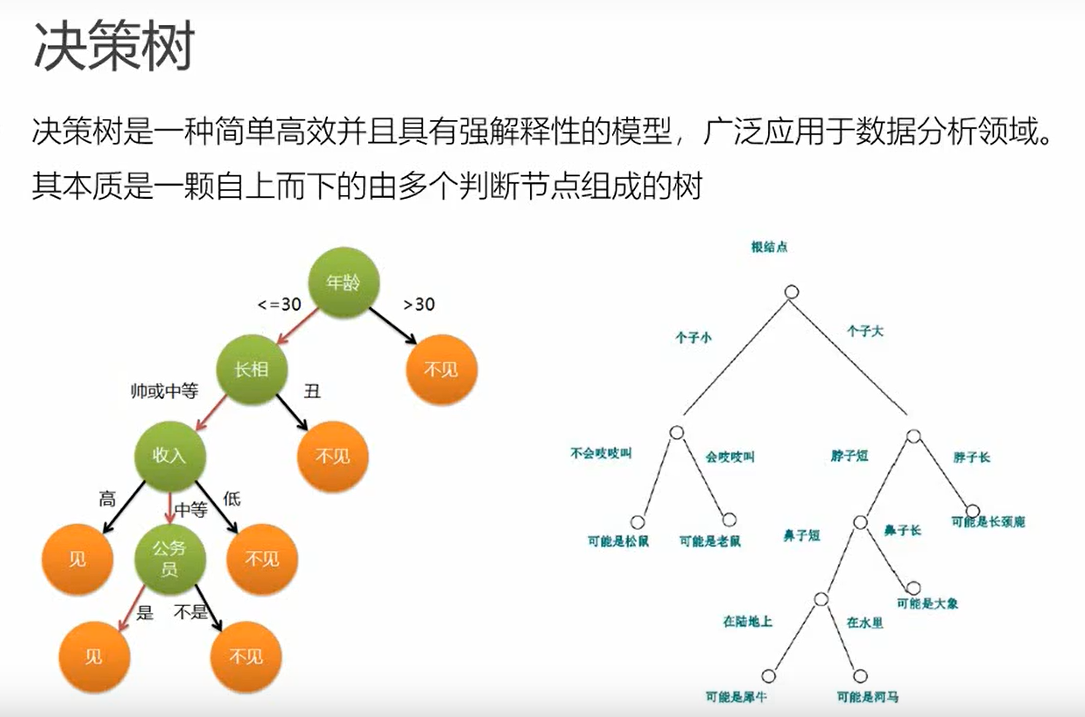 决策树
决策树是一种简单高效并且具有强解释性的模型，广泛应用于数据分析领域。
其本质是一颗自上而下的由多个判断节点组成的树
年龄
<=30
>30
长相
不见
帅或中等
丑
收入
不见
高
中等
低
见
公务
员
不见
是
不是
见
不见
根结点
个子小
个子大
不会吱吱叫
会吱吱叫
脖子短
脖子长
可能是松鼠
可能是老鼠
鼻子短
鼻子长
可能是长颈鹿
可能是大象
在陆地上
在水里
可能是犀牛
可能是河马